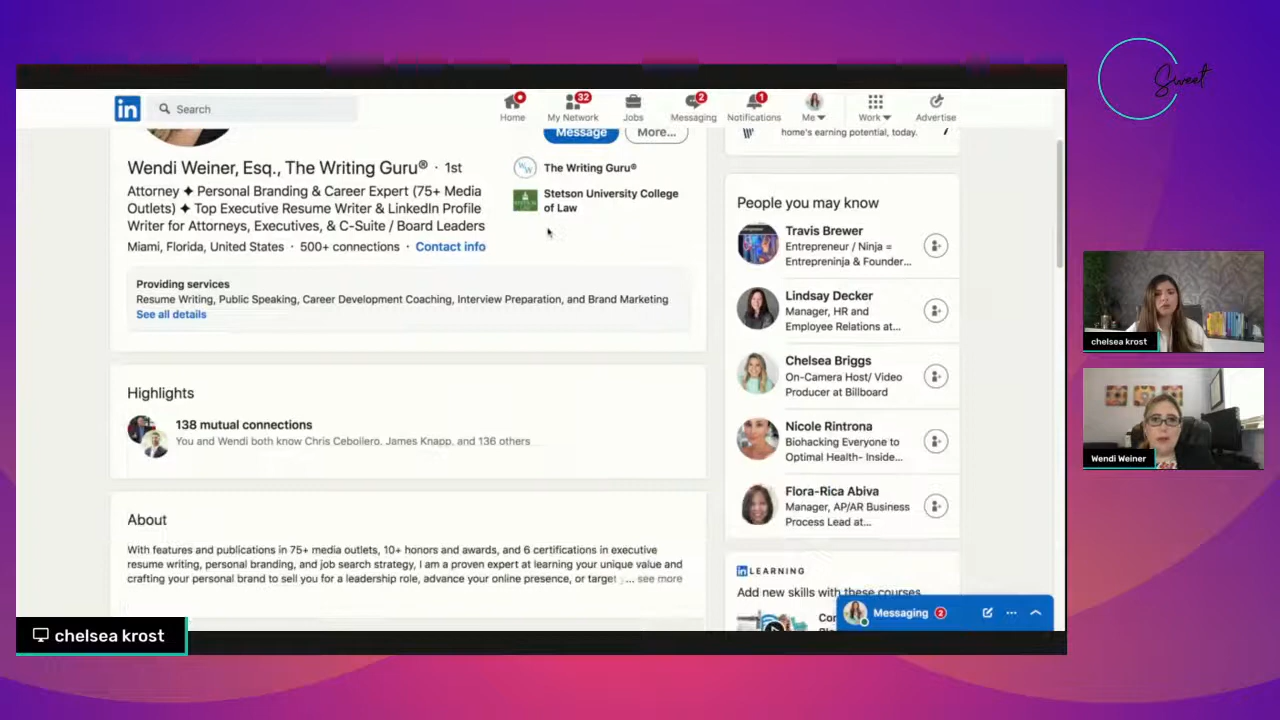 Sweet
in
Search
Home
32
My Network
Jobs
2
Messaging
1
Notifications
Me
Work
Advertise
Message
More...
Wendi Weiner, Esq., The Writing Guru® · 1st
Attorney ✦ Personal Branding & Career Expert (75+ Media
Outlets) ✦ Top Executive Resume Writer & LinkedIn Profile
Writer for Attorneys, Executives, & C-Suite / Board Leaders
Miami, Florida, United States · 500+ connections · Contact info
The Writing Guru®
Stetson University College
of Law
Providing services
Resume Writing, Public Speaking, Career Development Coaching, Interview Preparation, and Brand Marketing
See all details
Highlights
138 mutual connections
You and Wendi both know Chris Cebollero, James Knapp, and 136 others
About
With features and publications in 75+ media outlets, 10+ honors and awards, and 6 certifications in executive
resume writing, personal branding, and job search strategy, I am a proven expert at learning your unique value and
crafting your personal brand to sell you for a leadership role, advance your online presence, or target ... see more
home's earning potential, today.
People you may know
Travis Brewer
Entrepreneur / Ninja =
Entrepreninja & Founder...
Lindsay Decker
Manager, HR and
Employee Relations at...
Chelsea Briggs
On-Camera Host/ Video
Producer at Billboard
Nicole Rintrona
Biohacking Everyone to
Optimal Health- Inside...
Flora-Rica Abiva
Manager, AP/AR Business
Process Lead at...
in LEARNING
Add new skills with these courses
Messaging 2
chelsea krost
chelsea krost
Wendi Weiner